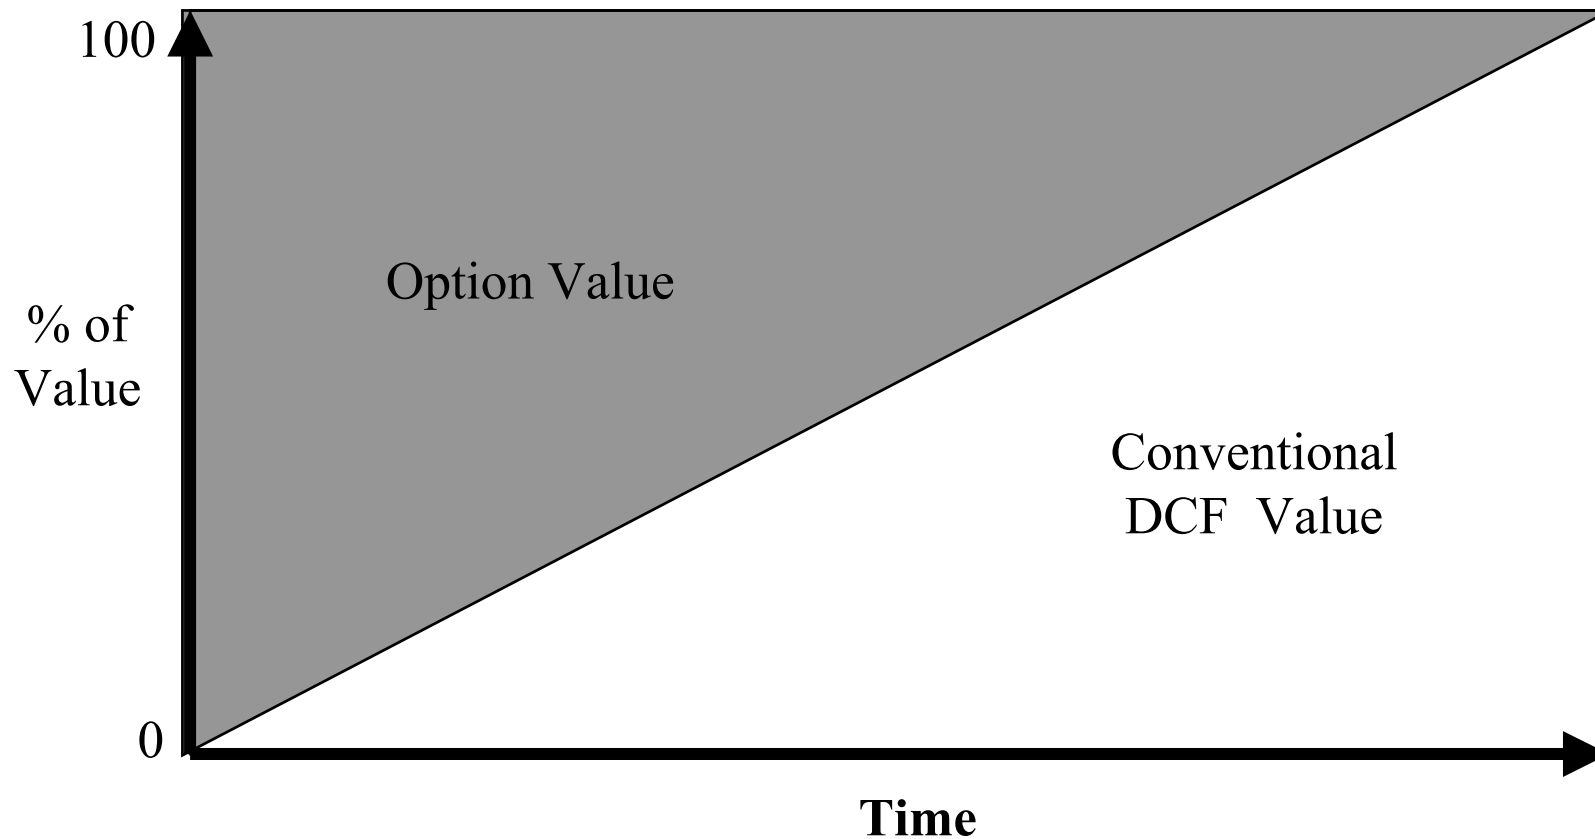 100
Option Value
% of
Value
Conventional
DCF Value
0
Time